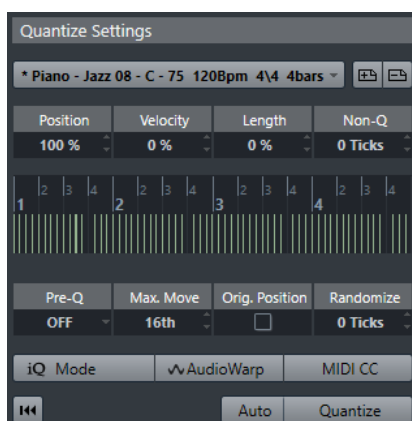 Quantize Settings
* Piano - Jazz 08 - C - 75 120Bpm 4\4 4bars
Position Velocity Length Non-Q
100 % 0 % 0 % 0 Ticks
1 2 3 4 2 2 3 4 3 2 3 4 4 2 3 4
Pre-Q Max. Move Orig. Position Randomize
OFF 16th 0 Ticks
iQ Mode AudioWarp MIDI CC
Auto Quantize